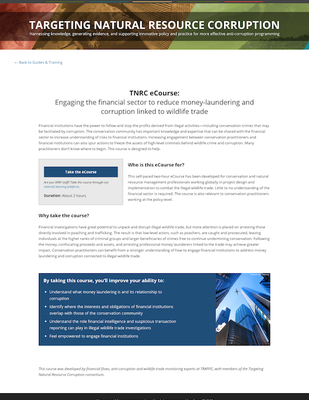 TARGETING NATURAL RESOURCE CORRUPTION
harnessing knowledge, generating evidence, and supporting innovative policy and practice for more effective anti-corruption programming
← Back to Guides & Training
TNRC eCourse:
Engaging the financial sector to reduce money-laundering and
corruption linked to wildlife trade
Financial institutions have the power to follow and stop the profits derived from illegal activities—including conservation crimes that may
be facilitated by corruption. The conservation community has important knowledge and expertise that can be shared with the financial
sector to increase understanding of risks to financial institutions. Increasing engagement between conservation practitioners and
financial institutions can also spur actions to freeze the assets of high-level criminals behind wildlife crime and corruption. Many
practitioners don't know where to begin. This course is designed to help.
Take the eCourse
Are you WWF staff? Take the course through our
internal learning platform.
Duration: About 2 hours
Who is this eCourse for?
This self-paced two-hour eCourse has been developed for conservation and natural
resource management professionals working globally in project design and
implementation to combat the illegal wildlife trade. Little to no understanding of the
financial sector is required. The course is also relevant to conservation practitioners
working at the policy level.
Why take the course?
Financial investigations have great potential to unpack and disrupt illegal wildlife trade, but more attention is placed on arresting those
directly involved in poaching and trafficking. The result is that low-level actors, such as poachers, are caught and prosecuted, leaving
individuals at the higher ranks of criminal groups and larger beneficiaries of crimes free to continue undermining conservation. Following
the money, confiscating proceeds and assets, and arresting professional money launderers linked to the trade may achieve greater
impact. Conservation practitioners can benefit from a stronger understanding of how to engage financial institutions to address money
laundering and corruption connected to illegal wildlife trade.
By taking this course, you'll improve your ability to:
Understand what money laundering is and its relationship to
corruption
Identify where the interests and obligations of financial institutions
overlap with those of the conservation community
Understand the role financial intelligence and suspicious transaction
reporting can play in illegal wildlife trade investigations
Feel empowered to engage financial institutions
This course was developed by financial flows, anti-corruption and wildlife trade monitoring experts at TRAFFIC, with members of the Targeting
Natural Resource Corruption consortium.